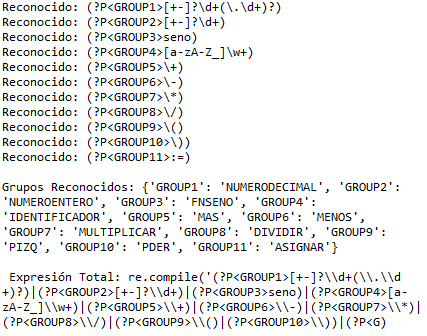 Reconocido: (?P<GROUP1>[+-]?\d+(\.\d+)?)
Reconocido: (?P<GROUP2>[+-]?\d+)
Reconocido: (?P<GROUP3>seno)
Reconocido: (?P<GROUP4>[a-zA-Z_]\w+)
Reconocido: (?P<GROUP5>\+)
Reconocido: (?P<GROUP6>\-)
Reconocido: (?P<GROUP7>\*)
Reconocido: (?P<GROUP8>\/)
Reconocido: (?P<GROUP9>\()
Reconocido: (?P<GROUP10>\))
Reconocido: (?P<GROUP11>:=)
Grupos Reconocidos: {'GROUP1': 'NUMERODECIMAL', 'GROUP2':
'NUMEROENTERO', 'GROUP3': 'FNSENO', 'GROUP4':
'IDENTIFICADOR', 'GROUP5': 'MAS', 'GROUP6': 'MENOS',
'GROUP7': 'MULTIPLICAR', 'GROUP8': 'DIVIDIR', 'GROUP9':
'PIZQ', 'GROUP10': 'PDER', 'GROUP11': 'ASIGNAR'}
Expresión Total: re.compile('(?P<GROUP1>[+-]?\\d+(\\.\\d
+)?)|(?P<GROUP2>[+-]?\\d+)|(?P<GROUP3>seno)|(?P<GROUP4>[a-
zA-Z_]\\w+)|(?P<GROUP5>\\+)|(?P<GROUP6>\\-)|(?P<GROUP7>\\*)|
(?P<GROUP8>\\/)|(?P<GROUP9>\\()|(?P<GROUP10>\\))|(?P<G)